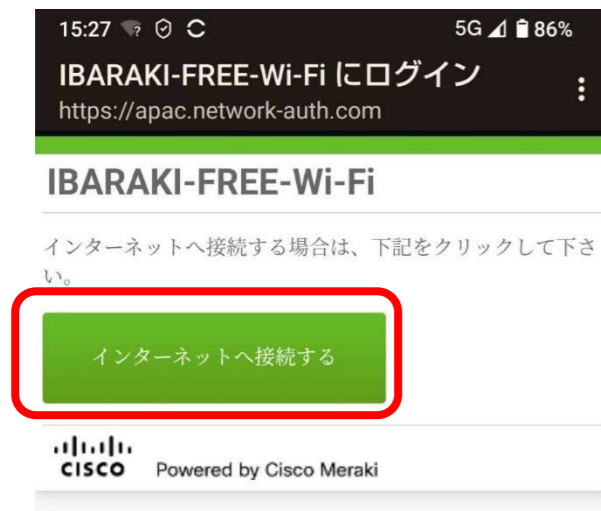 15:27 5G 86%
IBARAKI-FREE-Wi-Fi にログイン
https://apac.network-auth.com
IBARAKI-FREE-Wi-Fi
インターネットへ接続する場合は、下記をクリックして下さ
い。
インターネットへ接続する
CISCO Powered by Cisco Meraki